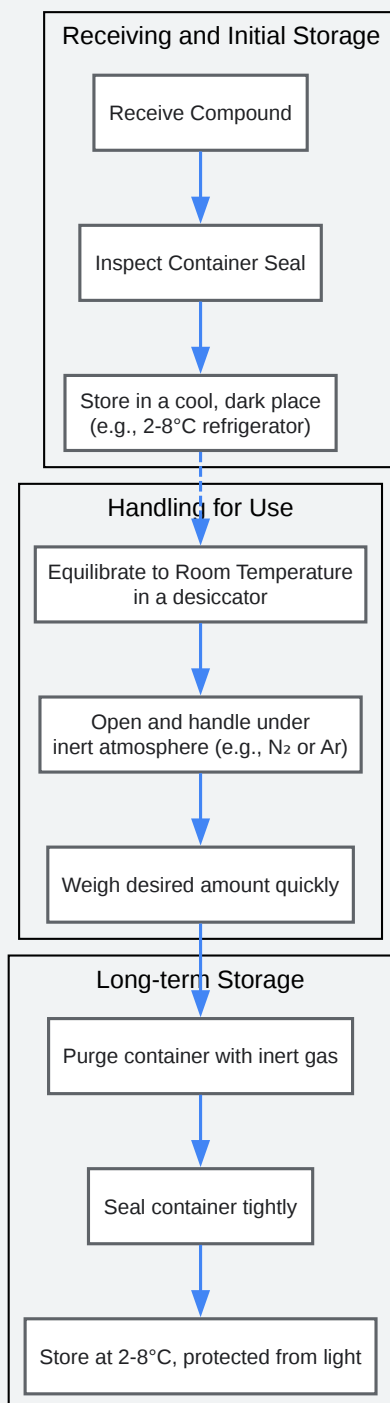 Receiving and Initial Storage
Receive Compound
Inspect Container Seal
Store in a cool, dark place
(e.g., 2-8°C refrigerator)
Handling for Use
Equilibrate to Room Temperature
in a desiccator
Open and handle under
inert atmosphere (e.g., N₂ or Ar)
Weigh desired amount quickly
Long-term Storage
Purge container with inert gas
Seal container tightly
Store at 2-8°C, protected from light